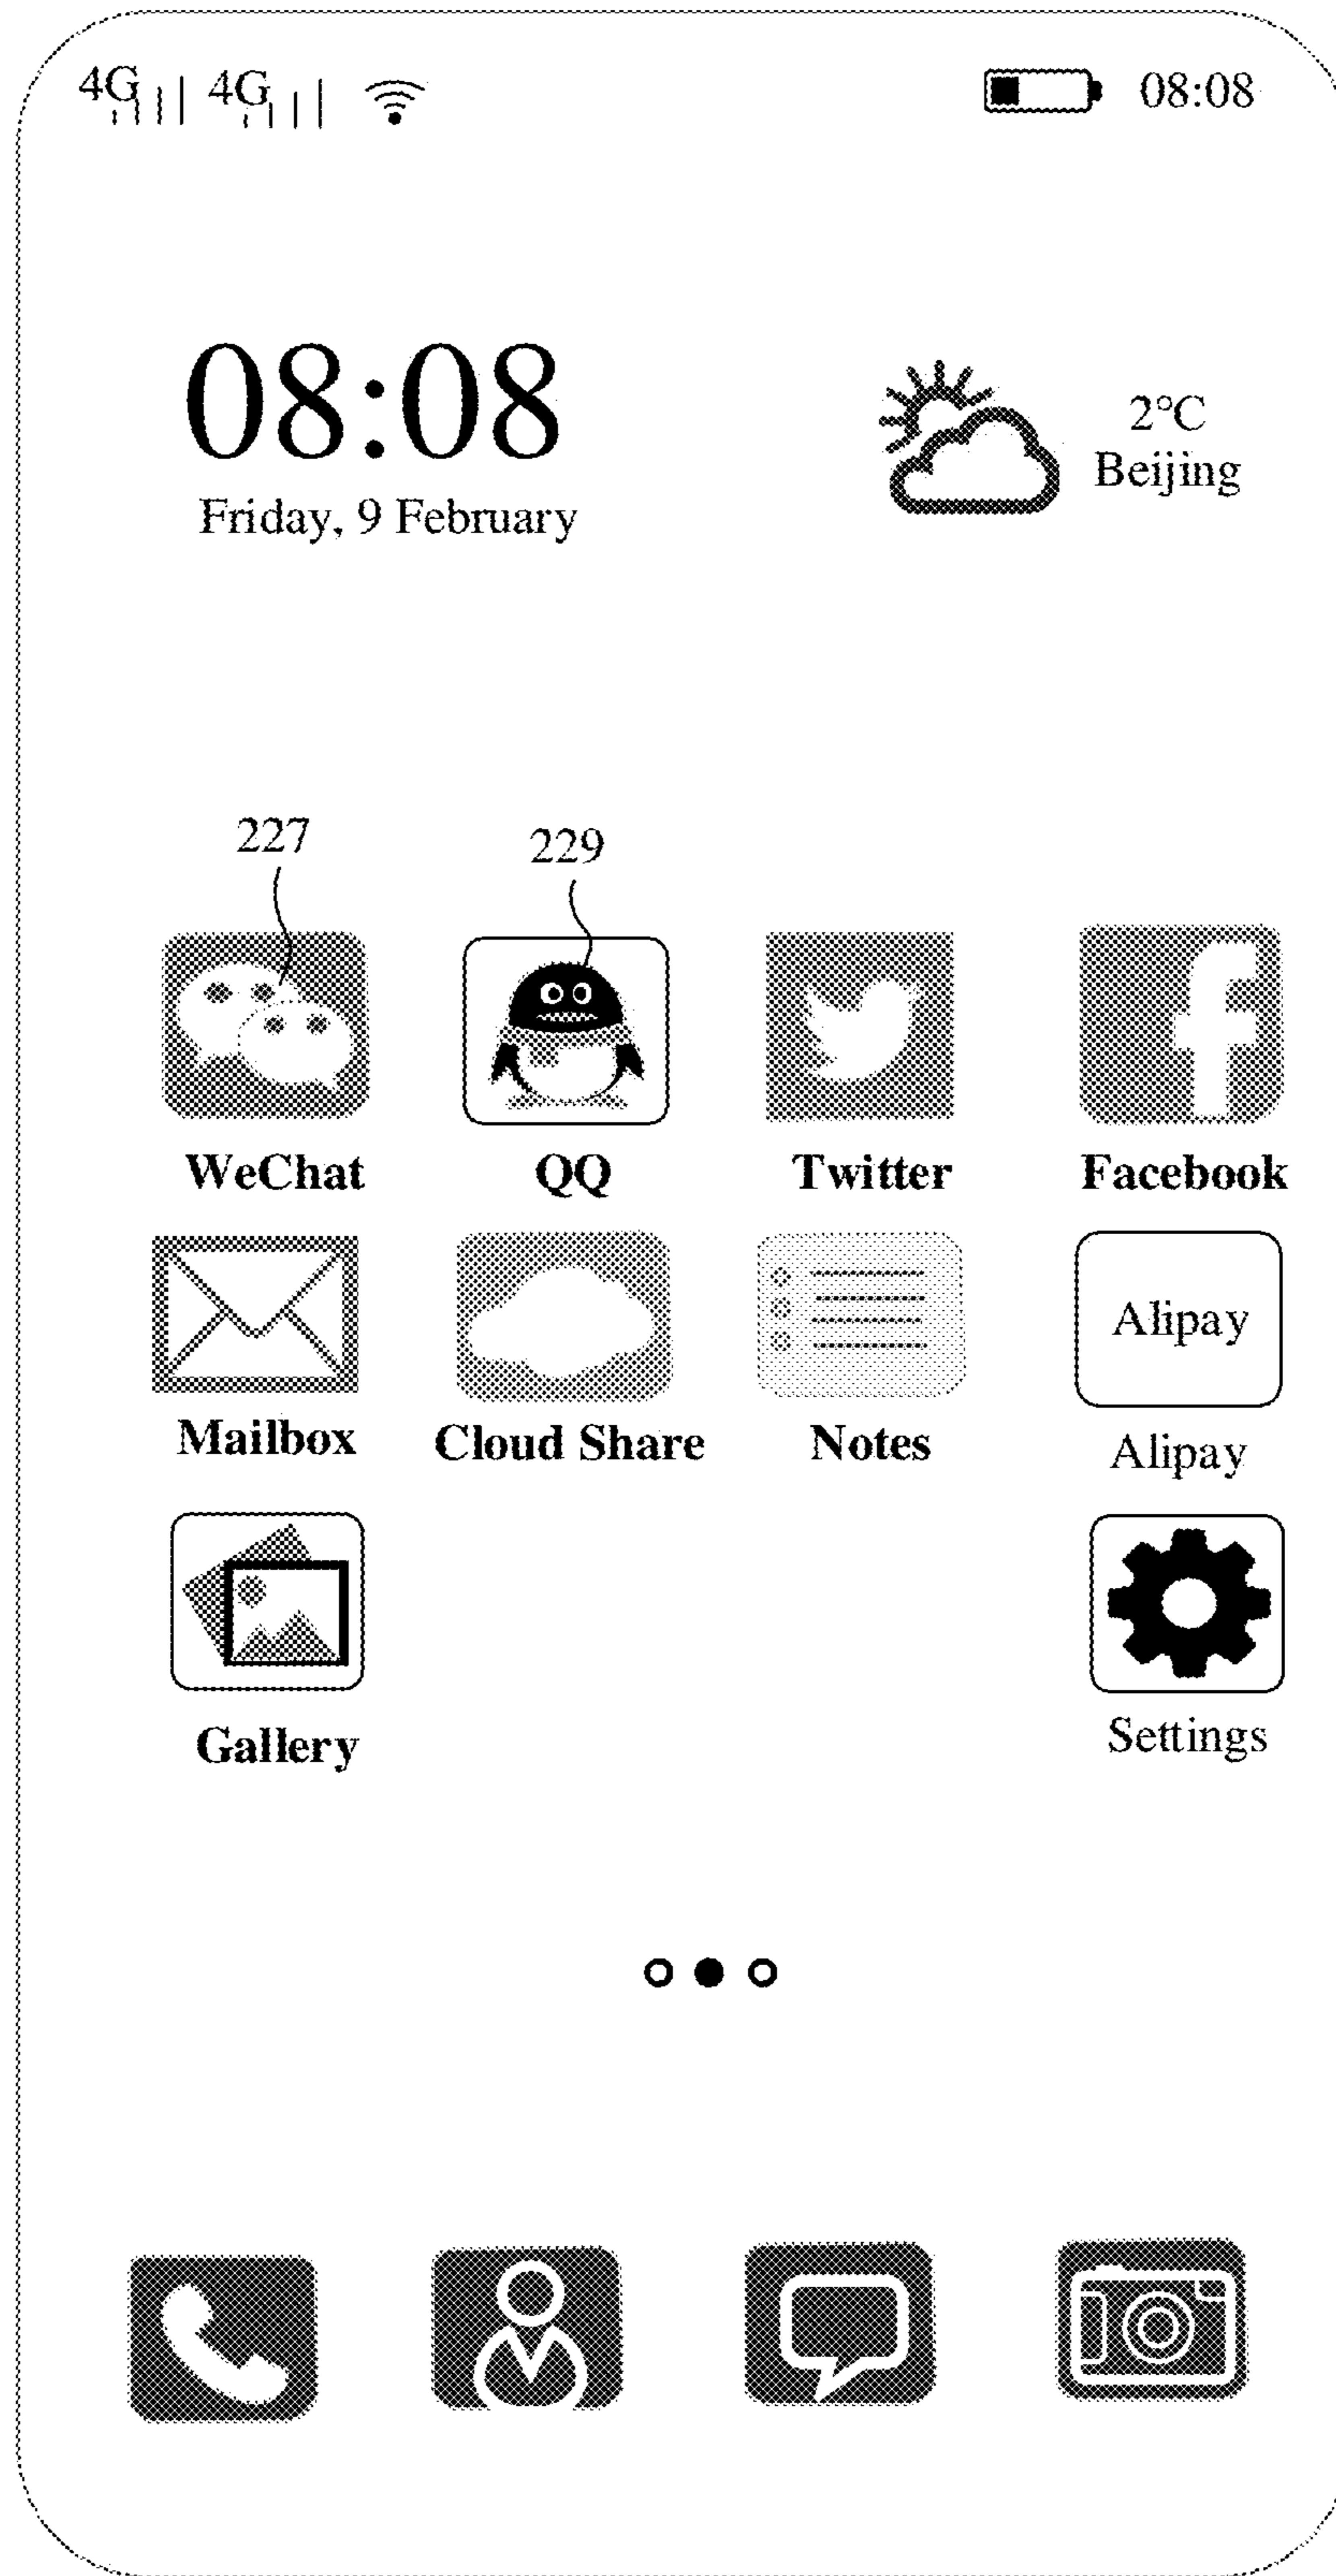 4G 4G 08:08
08:08
2°C
Beijing
Friday, 9 February
227 229
WeChat QQ Twitter Facebook
Alipay
Mailbox Cloud Share Notes Alipay
Gallery Settings